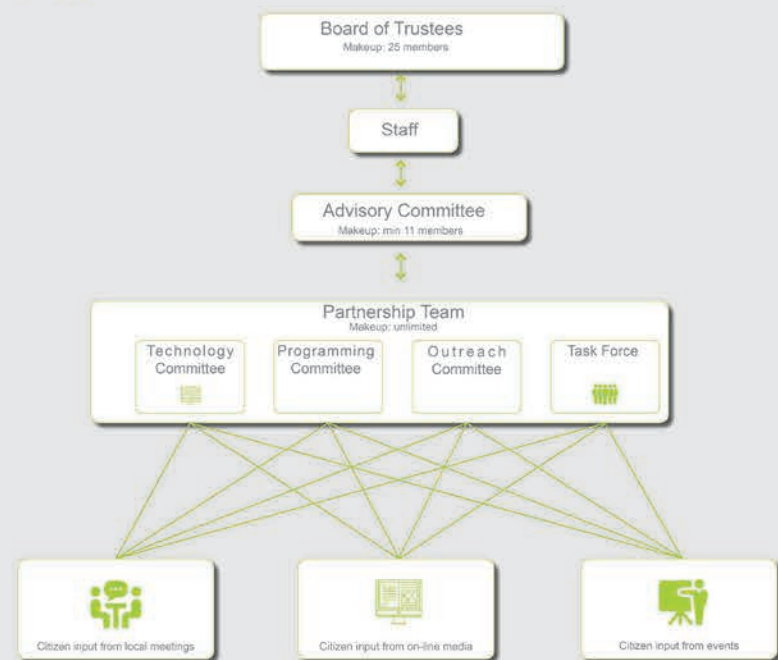 Board of Trustees
Makeup: 25 members
Staff
Advisory Committee
Makeup: min 11 members
Partnership Team
Makeup: unlimited
Technology
Committee
Programming
Committee
Outreach
Committee
Task Force
Citizen input from local meetings
Citizen input from on-line media
Citizen input from events